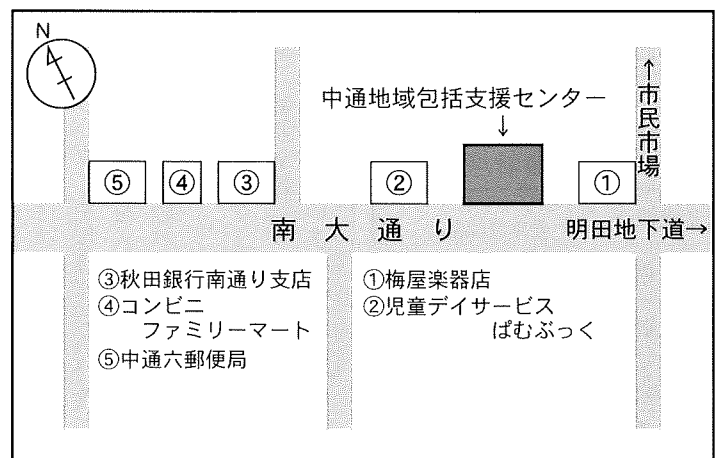 N
中通地域包括支援センター
↓
↑市民市場
⑤
④
③
②
①
南大通り
明田地下道→
③秋田銀行南通り支店
④コンビニ
ファミリーマート
⑤中通六郵便局
①梅屋楽器店
②児童デイサービス
ぱむぶっく